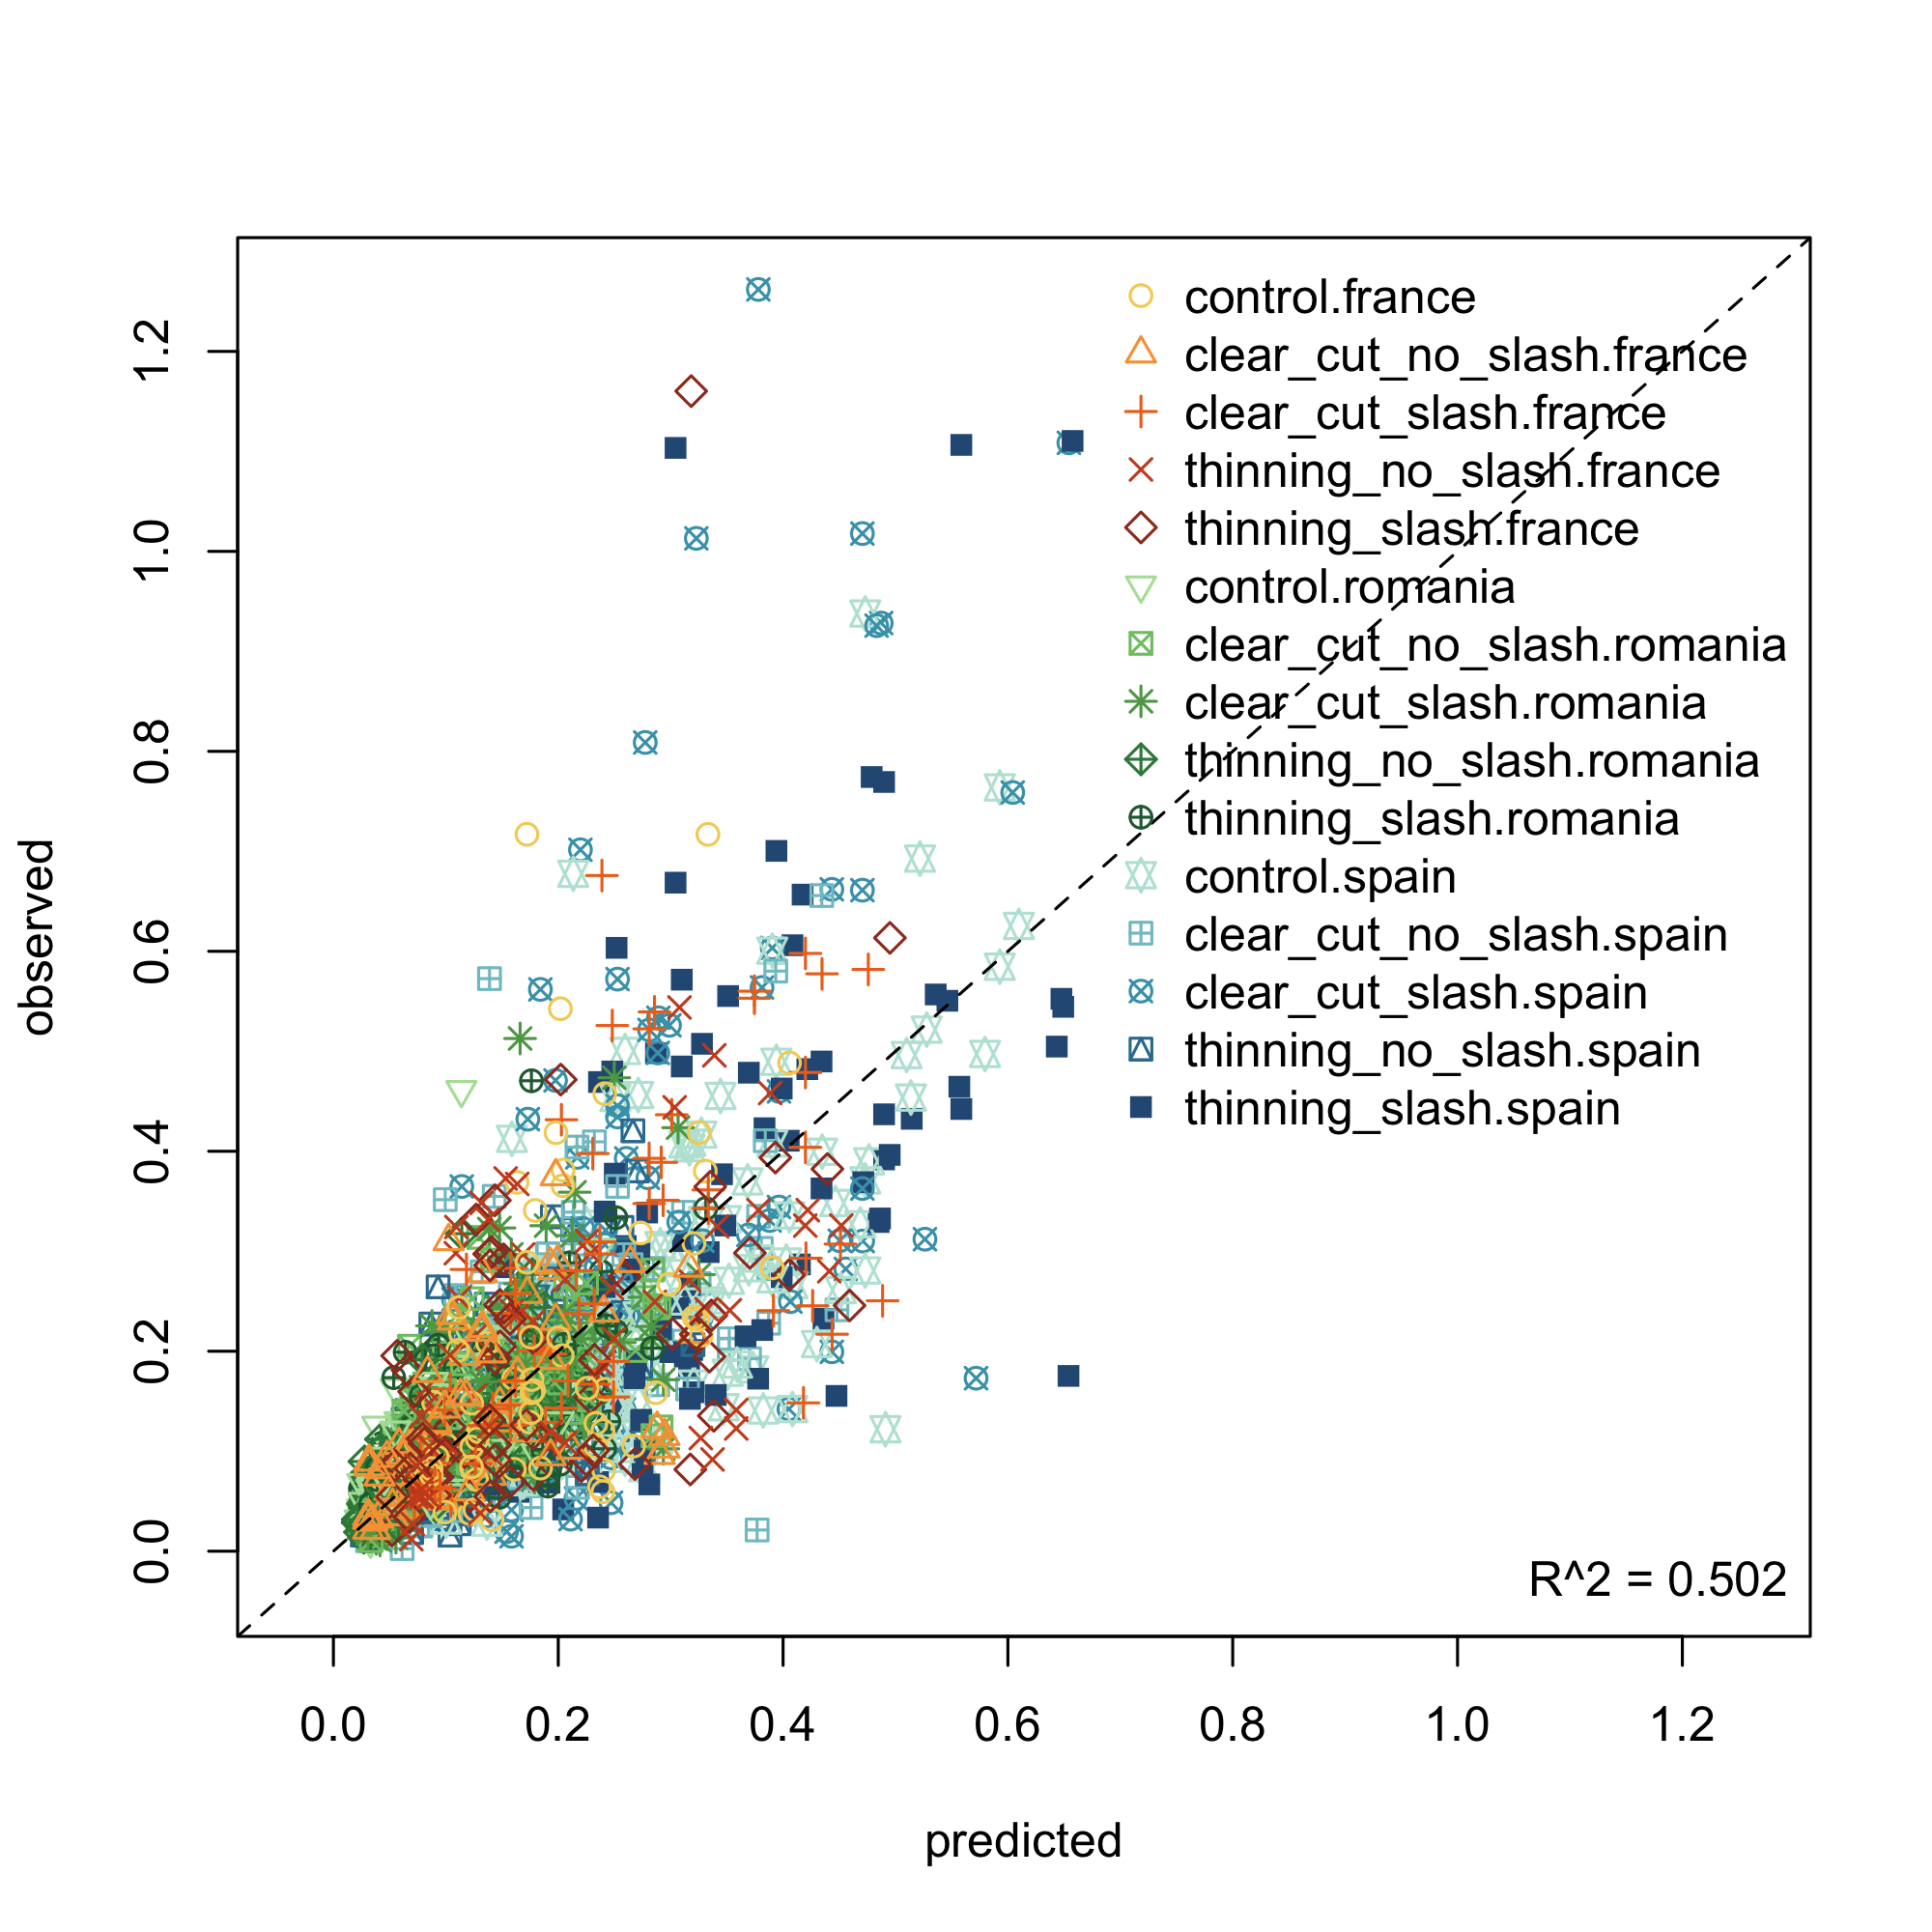 control.france
clear_cut_no_slash.france
clear_cut_slash.france
thinning_no_slash.france
thinning_slash.france
control.romania
clear_cut_no_slash.romania
clear_cut_slash.romania
thinning_no_slash.romania
thinning_slash.romania
control.spain
clear_cut_no_slash.spain
clear_cut_slash.spain
thinning_no_slash.spain
thinning_slash.spain
R^2 = 0.502
observed
1.2
1.0
0.8
0.6
0.4
0.2
0.0
0.0 0.2 0.4 0.6 0.8 1.0 1.2
predicted